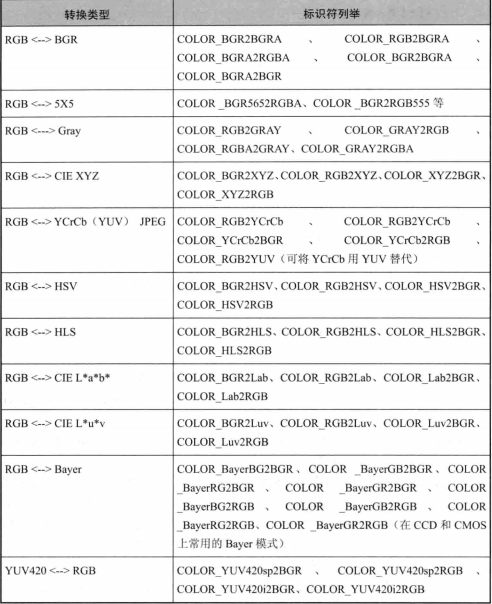 转换类型 标识符列举
RGB <--> BGR COLOR_BGR2BGRA 、 COLOR_RGB2BGRA 、
COLOR_BGRA2RGBA 、 COLOR_BGR2BGRA 、
COLOR_BGRA2BGR
RGB <--> 5X5 COLOR _BGR5652RGBA、COLOR _BGR2RGB555 等
RGB <---> Gray COLOR_RGB2GRAY 、 COLOR_GRAY2RGB 、
COLOR_RGBA2GRAY、COLOR_GRAY2RGBA
RGB <--> CIE XYZ COLOR_BGR2XYZ、COLOR_RGB2XYZ、COLOR_XYZ2BGR、
COLOR_XYZ2RGB
RGB <--> YCrCb（YUV） JPEG COLOR_RGB2YCrCb 、 COLOR_RGB2YCrCb 、
COLOR_YCrCb2BGR 、 COLOR_YCrCb2RGB 、
COLOR_RGB2YUV（可将 YCrCb 用 YUV 替代）
RGB <--> HSV COLOR_BGR2HSV、COLOR_RGB2HSV、COLOR_HSV2BGR、
COLOR_HSV2RGB
RGB <--> HLS COLOR_BGR2HLS、COLOR_RGB2HLS、COLOR_HLS2BGR、
COLOR_HLS2RGB
RGB <--> CIE L*a*b* COLOR_BGR2Lab、COLOR_RGB2Lab、COLOR_Lab2BGR、
COLOR_Lab2RGB
RGB <--> CIE L*u*v COLOR_BGR2Luv、COLOR_RGB2Luv、COLOR_Luv2BGR、
COLOR_Luv2RGB
RGB <--> Bayer COLOR_BayerBG2BGR、COLOR _BayerGB2BGR、COLOR
_BayerRG2BGR 、 COLOR _BayerGR2BGR 、 COLOR
_BayerBG2RGB 、 COLOR _BayerGB2RGB 、 COLOR
_BayerRG2RGB、COLOR _BayerGR2RGB（在 CCD 和 CMOS
上常用的 Bayer 模式）
YUV420 <--> RGB COLOR_YUV420sp2BGR 、 COLOR_YUV420sp2RGB 、
COLOR_YUV420i2BGR、COLOR_YUV420i2RGB